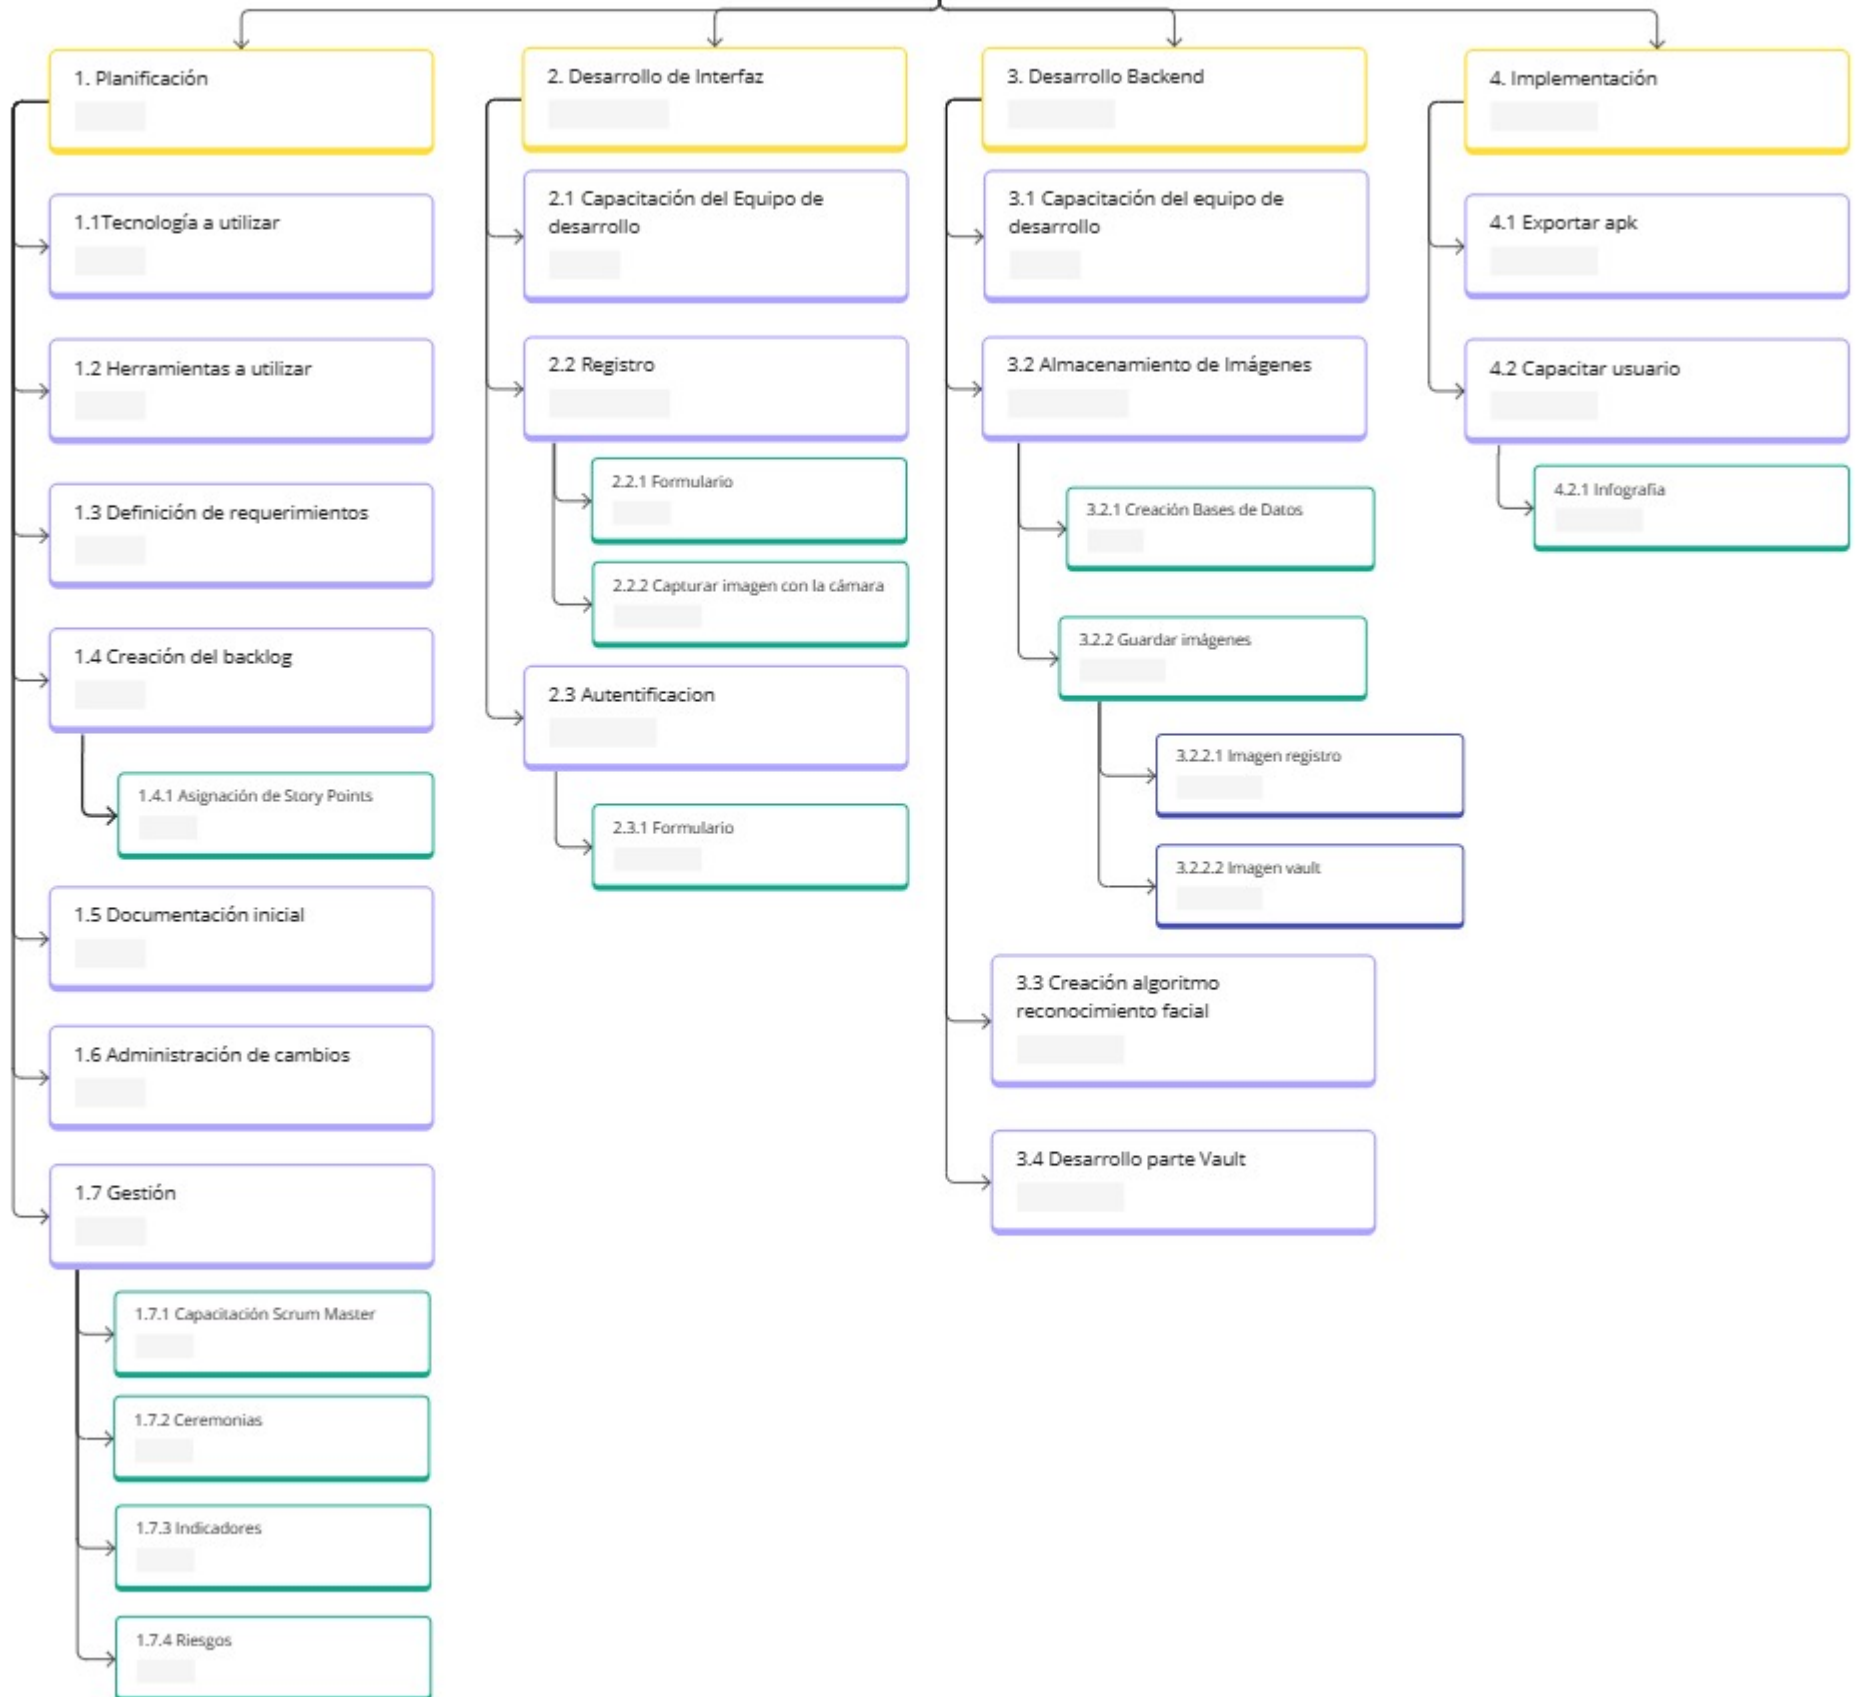 1. Planificación
1.1Tecnología a utilizar
1.2 Herramientas a utilizar
1.3 Definición de requerimientos
1.4 Creación del backlog
1.4.1 Asignación de Story Points
1.5 Documentación inicial
1.6 Administración de cambios
1.7 Gestión
1.7.1 Capacitación Scrum Master
1.7.2 Ceremonias
1.7.3 Indicadores
1.7.4 Riesgos
2. Desarrollo de Interfaz
2.1 Capacitación del Equipo de
desarrollo
2.2 Registro
2.2.1 Formulario
2.2.2 Capturar imagen con la cámara
2.3 Autentificacion
2.3.1 Formulario
3. Desarrollo Backend
3.1 Capacitación del equipo de
desarrollo
3.2 Almacenamiento de Imágenes
3.2.1 Creación Bases de Datos
3.2.2 Guardar imágenes
3.2.2.1 Imagen registro
3.2.2.2 Imagen vault
3.3 Creación algoritmo
reconocimiento facial
3.4 Desarrollo parte Vault
4. Implementación
4.1 Exportar apk
4.2 Capacitar usuario
4.2.1 Infografia